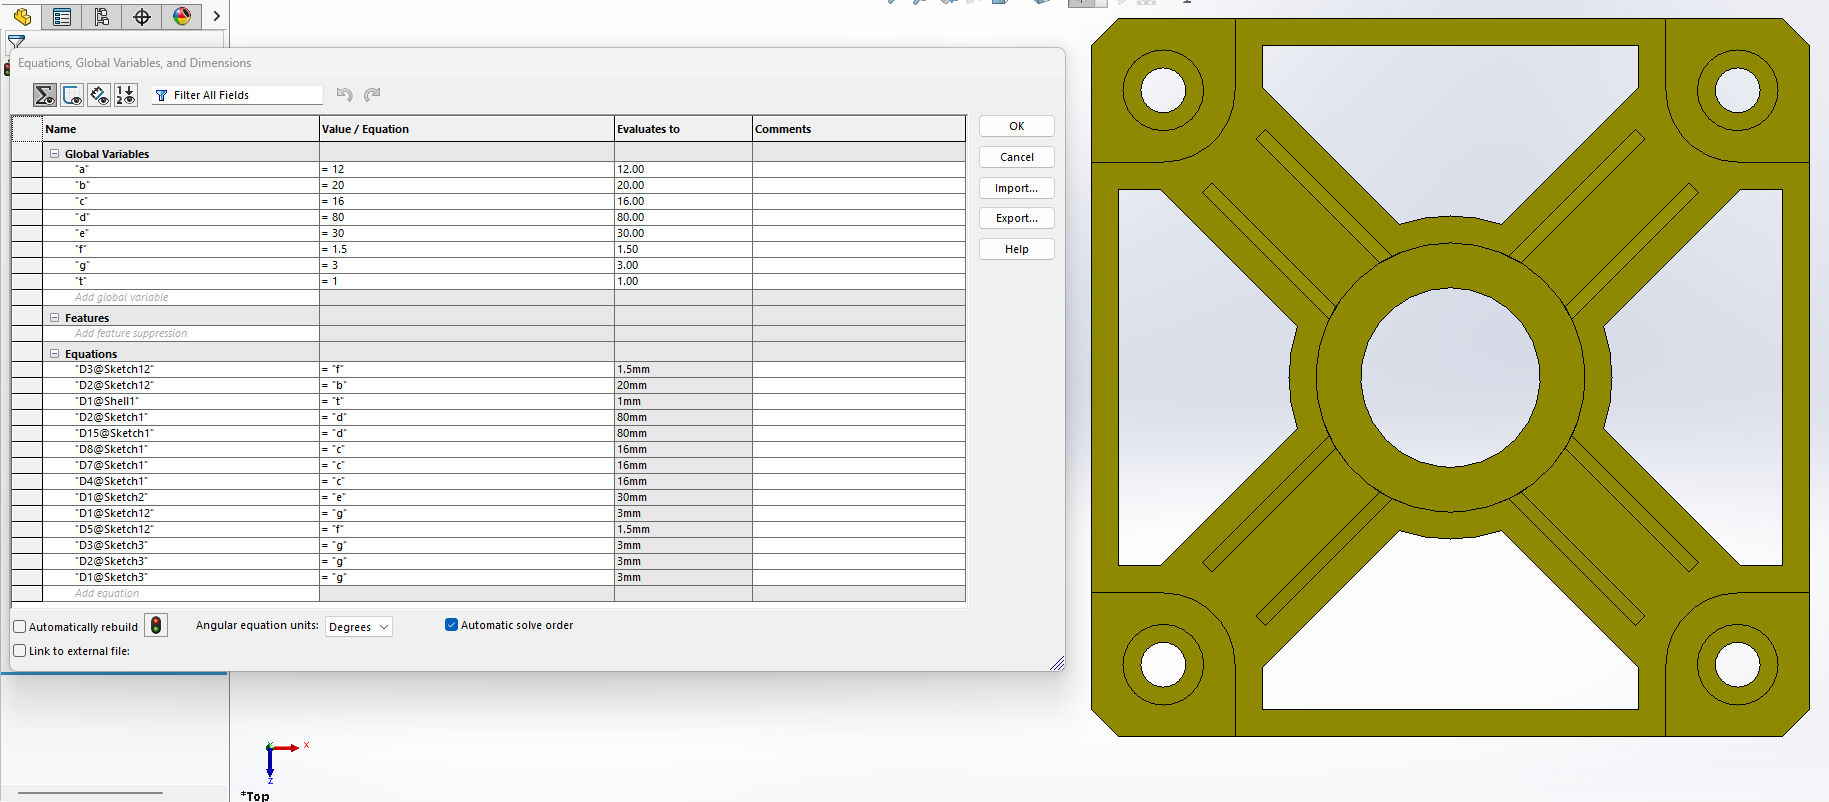 Equations, Global Variables, and Dimensions
Filter All Fields
Name Value / Equation Evaluates to Comments
Global Variables
"a" = 12 12.00
"b" = 20 20.00
"c" = 16 16.00
"d" = 80 80.00
"e" = 30 30.00
"f" = 1.5 1.50
"g" = 3 3.00
"t" = 1 1.00
Add global variable
Features
Add feature suppression
Equations
"D3@Sketch12" = "f" 1.5mm
"D2@Sketch12" = "b" 20mm
"D1@Shell1" = "t" 1mm
"D2@Sketch1" = "d" 80mm
"D15@Sketch1" = "d" 80mm
"D8@Sketch1" = "c" 16mm
"D7@Sketch1" = "c" 16mm
"D4@Sketch1" = "c" 16mm
"D1@Sketch2" = "e" 30mm
"D1@Sketch12" = "g" 3mm
"D5@Sketch12" = "f" 1.5mm
"D3@Sketch3" = "g" 3mm
"D2@Sketch3" = "g" 3mm
"D1@Sketch3" = "g" 3mm
Add equation
OK
Cancel
Import...
Export...
Help
Automatically rebuild Angular equation units: Degrees Automatic solve order
Link to external file:
x
z
*Top